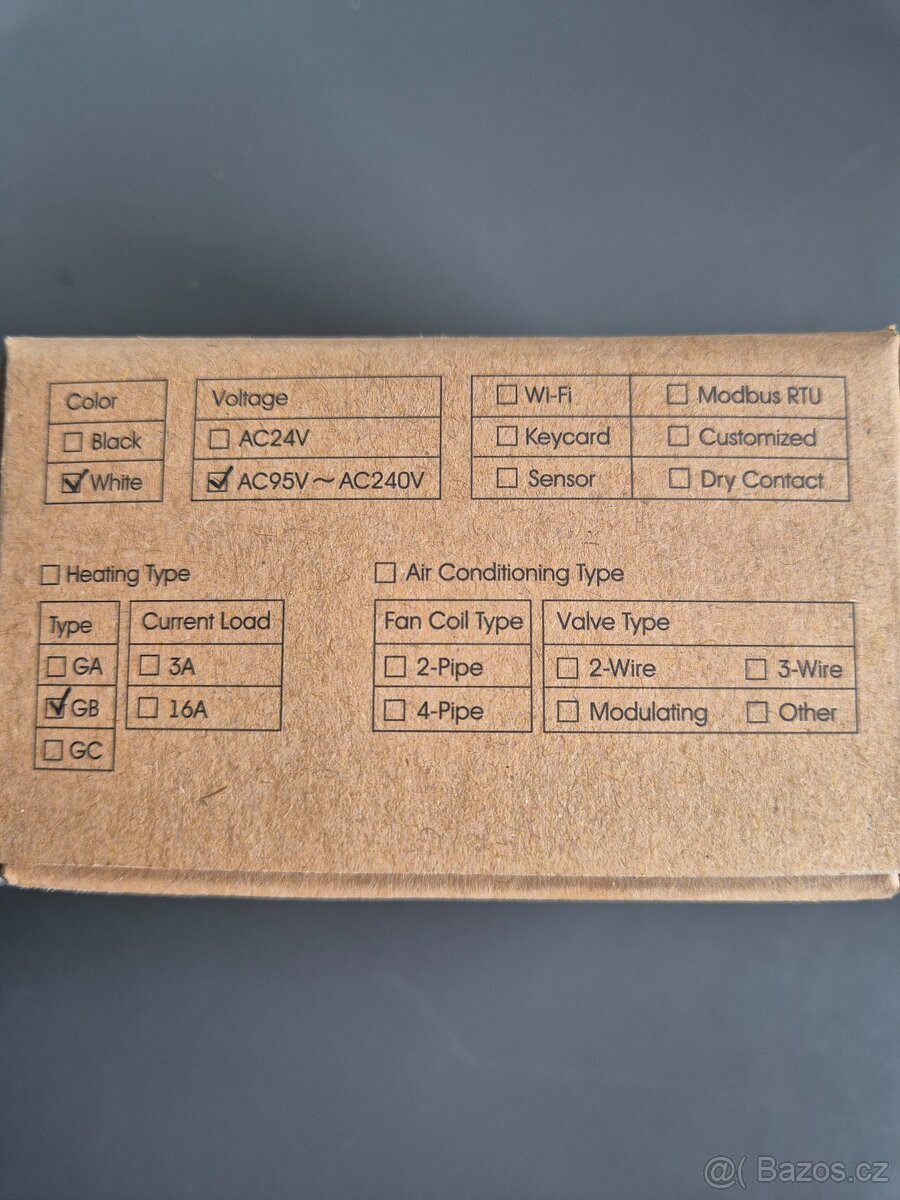 Color
Black
White
Voltage
AC24V
AC95V～AC240V
Wi-Fi
Modbus RTU
Keycard
Customized
Sensor
Dry Contact
Heating Type
Type
GA
GB
GC
Current Load
3A
16A
Air Conditioning Type
Fan Coil Type
2-Pipe
4-Pipe
Valve Type
2-Wire
3-Wire
Modulating
Other
@( Bazos.cz